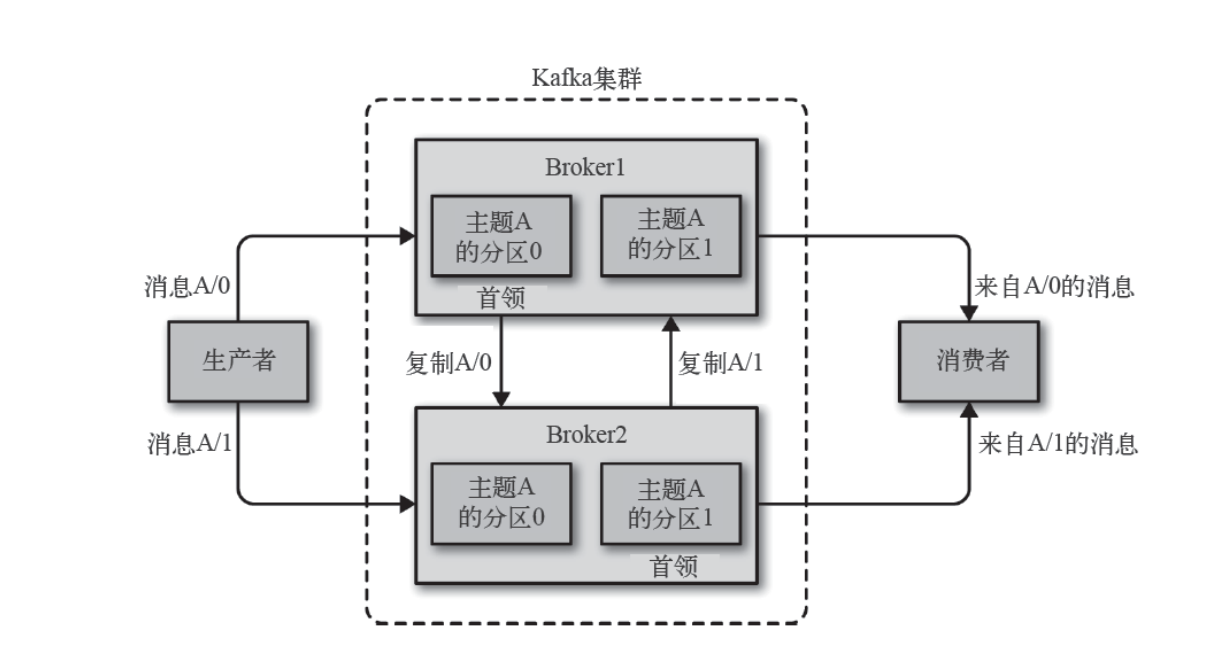 Kafka集群
Broker1
主题A
的分区0
主题A
的分区1
首领
消息A/0
来自A/0的消息
生产者
复制A/0
复制A/1
消费者
消息A/1
来自A/1的消息
Broker2
主题A
的分区0
主题A
的分区1
首领